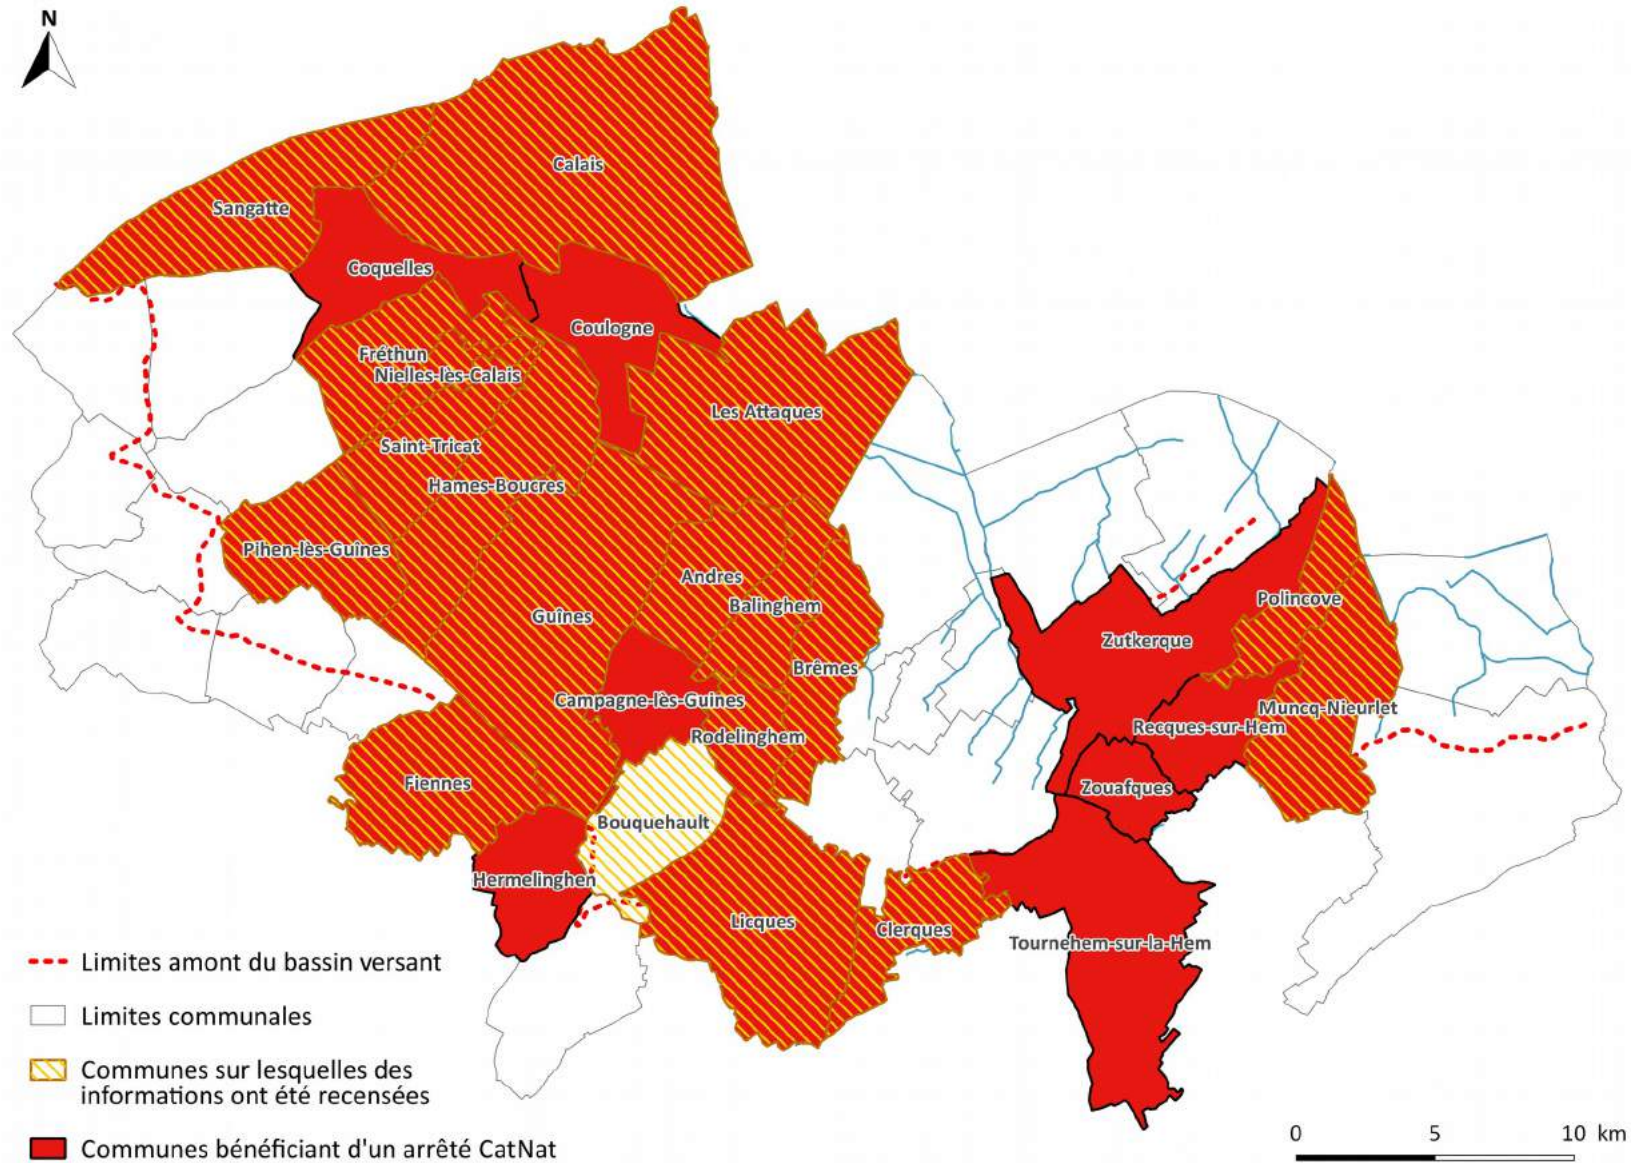 N
Calais
Sangatte
Coquelles
Coulogne
Fréthun
Nielles-lès-Calais
Les Attaques
Saint-Tricat
Hames-Boucres
Pihen-lès-Guînes
Andres
Balinghem
Guînes
Polincove
Zutkerque
Brêmes
Campagne-lès-Guines
Muncq-Nieurlet
Recques-sur-Hem
Rodelinghem
Fiennes
Zouafques
Bouquehault
Hermelinghen
Licques
Clerques
Tournehem-sur-la-Hem
Limites amont du bassin versant
Limites communales
Communes sur lesquelles des
informations ont été recensées
Communes bénéficiant d'un arrêté CatNat
0 5 10 km